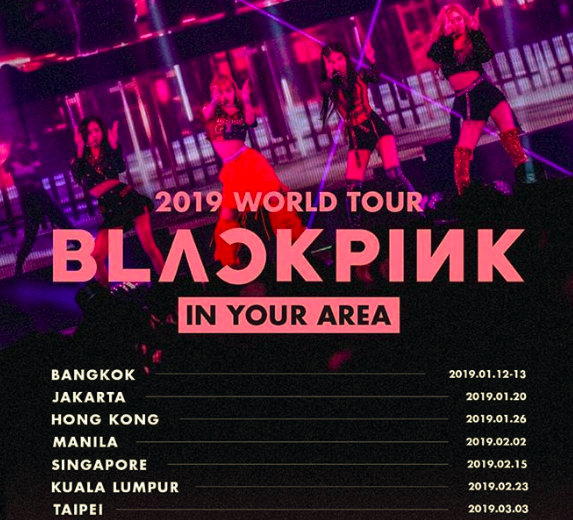 2019 WORLD TOUR
BLACKPINK
IN YOUR AREA
BANGKOK 2019.01.12-13
JAKARTA 2019.01.20
HONG KONG 2019.01.26
MANILA 2019.02.02
SINGAPORE 2019.02.15
KUALA LUMPUR 2019.02.23
TAIPEI 2019.03.03